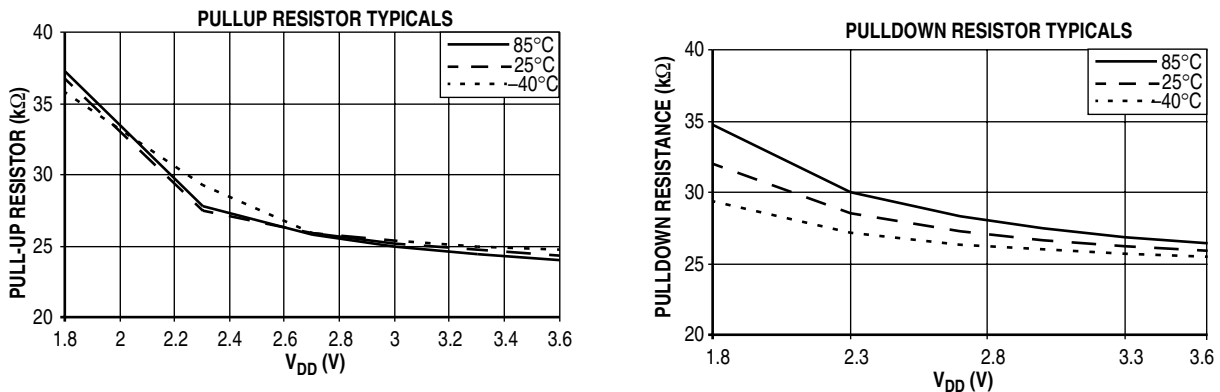 PULLUP RESISTOR TYPICALS
PULL-UP RESISTOR (kΩ)
40
35
30
25
20
85°C
25°C
–40°C
1.8 2 2.2 2.4 2.6 2.8 3 3.2 3.4 3.6
VDD (V)
PULLDOWN RESISTOR TYPICALS
PULLDOWN RESISTANCE (kΩ)
40
35
30
25
20
85°C
25°C
–40°C
1.8 2.3 2.8 3.3 3.6
VDD (V)